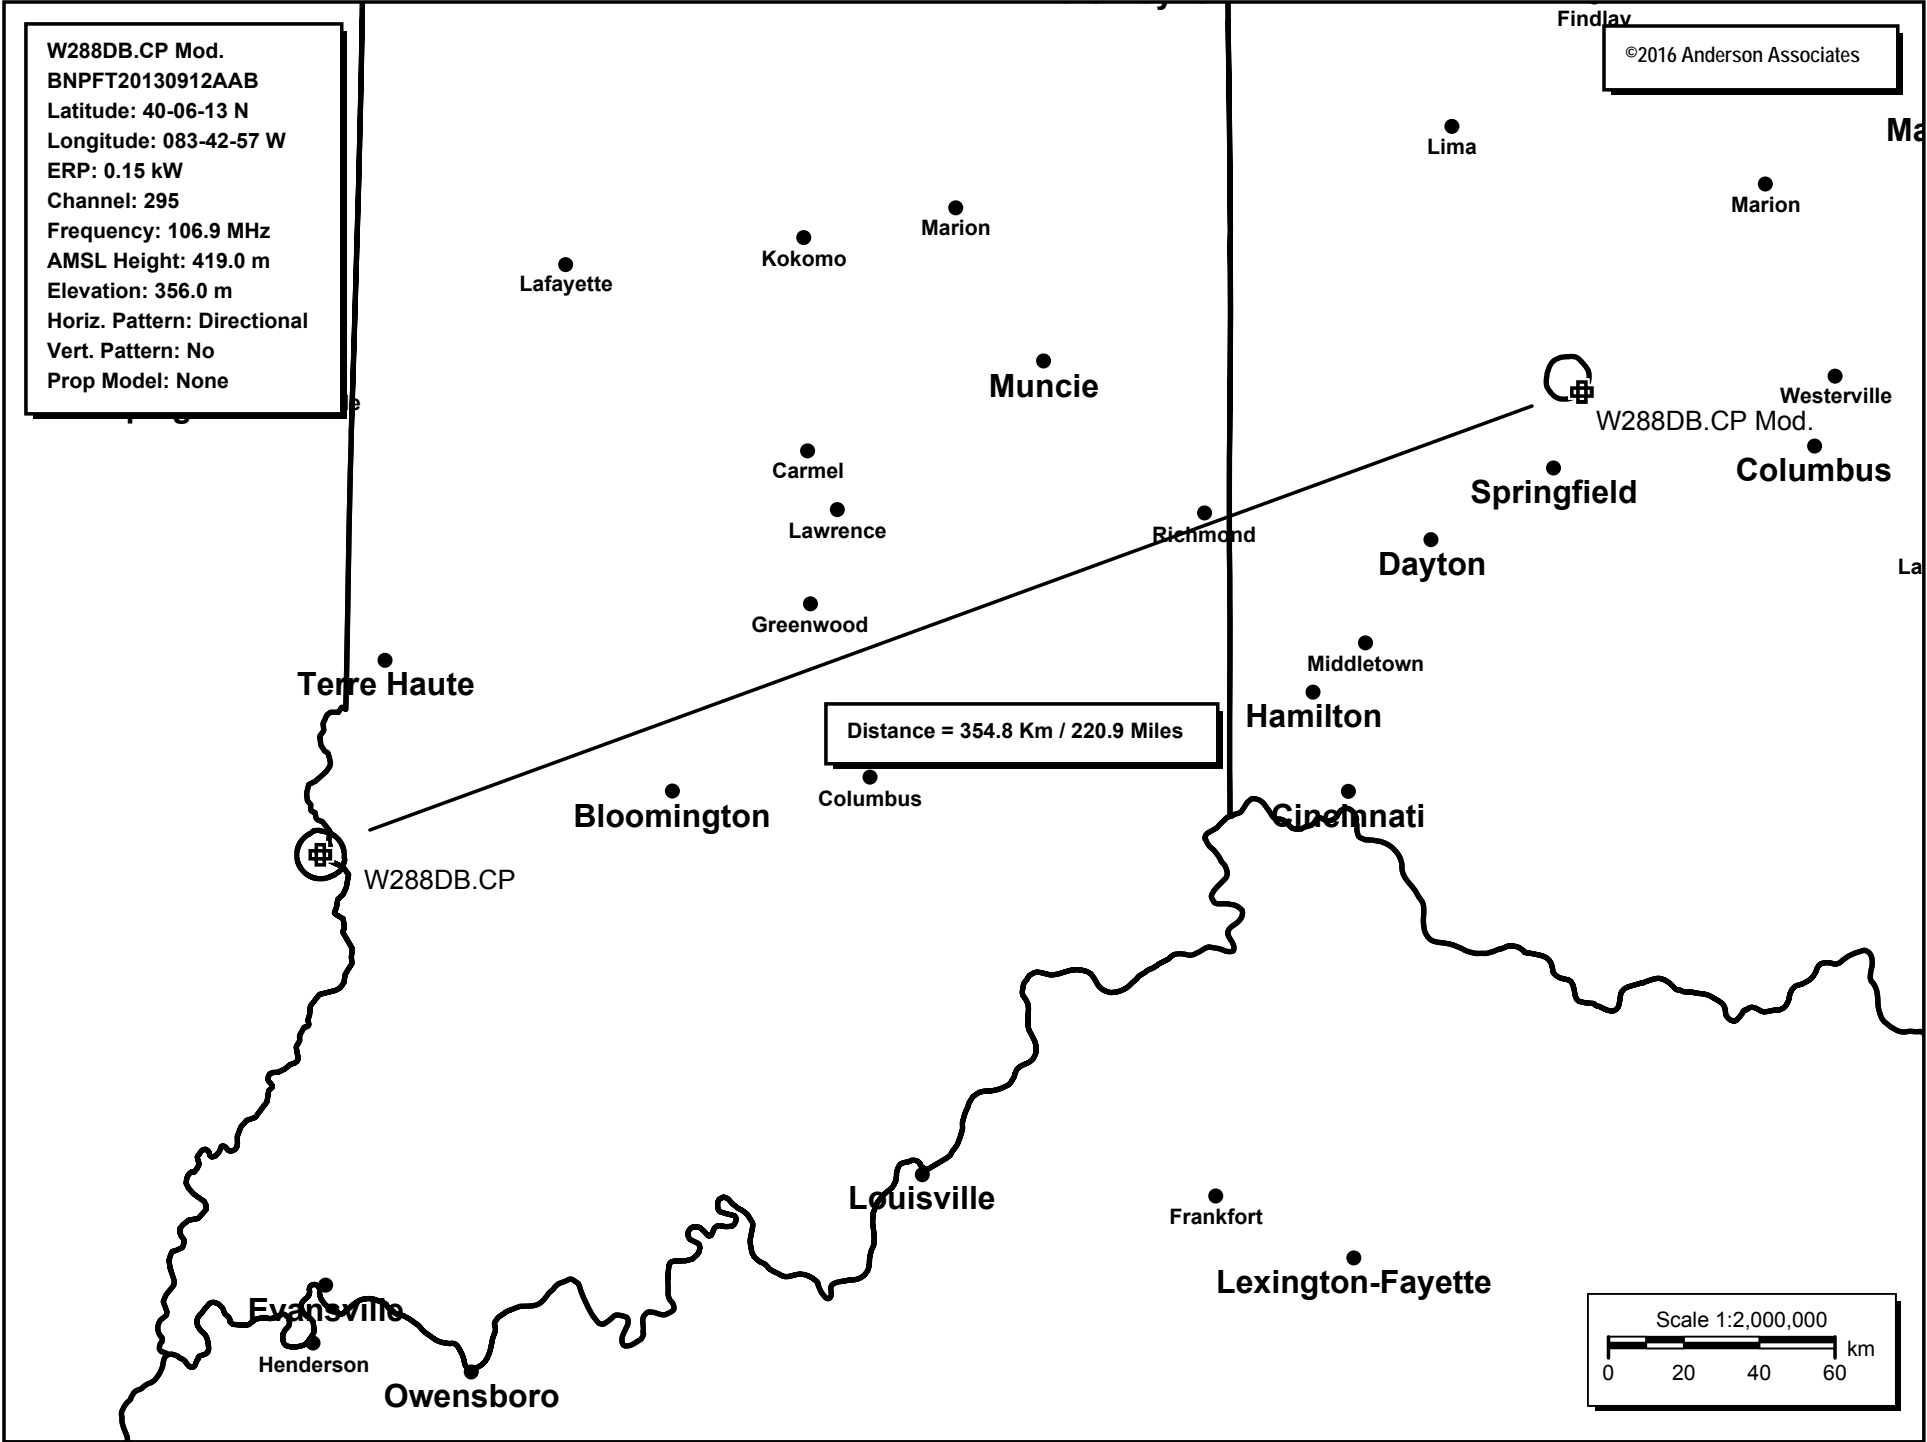 W288DB.CP Mod.
BNPFT20130912AAB
Latitude: 40-06-13 N
Longitude: 083-42-57 W
ERP: 0.15 kW
Channel: 295
Frequency: 106.9 MHz
AMSL Height: 419.0 m
Elevation: 356.0 m
Horiz. Pattern: Directional
Vert. Pattern: No
Prop Model: None
Findlay
©2016 Anderson Associates
Lima
Marion
Marion
Kokomo
Lafayette
Muncie
Westerville
W288DB.CP Mod.
Columbus
Carmel
Springfield
Lawrence
Richmond
Dayton
Greenwood
Middletown
Terre Haute
Hamilton
Distance = 354.8 Km / 220.9 Miles
Columbus
Bloomington
Cincinnati
W288DB.CP
Louisville
Frankfort
Lexington-Fayette
Evansville
Henderson
Owensboro
Scale 1:2,000,000
km
0 20 40 60